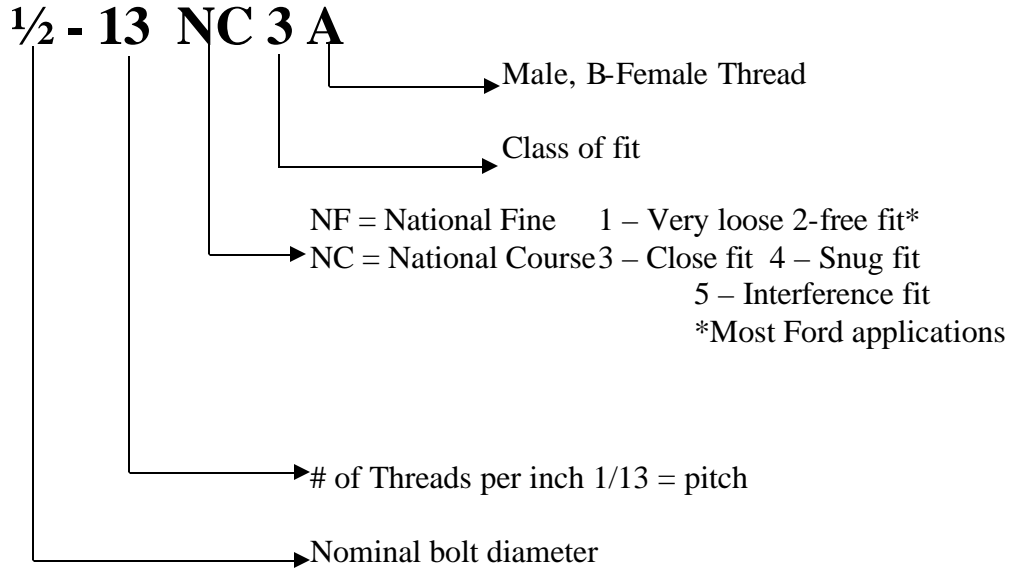 ½ - 13 NC 3 A
Male, B-Female Thread
Class of fit
NF = National Fine 1 – Very loose 2-free fit*
NC = National Course 3 – Close fit 4 – Snug fit
5 – Interference fit
*Most Ford applications
# of Threads per inch 1/13 = pitch
Nominal bolt diameter